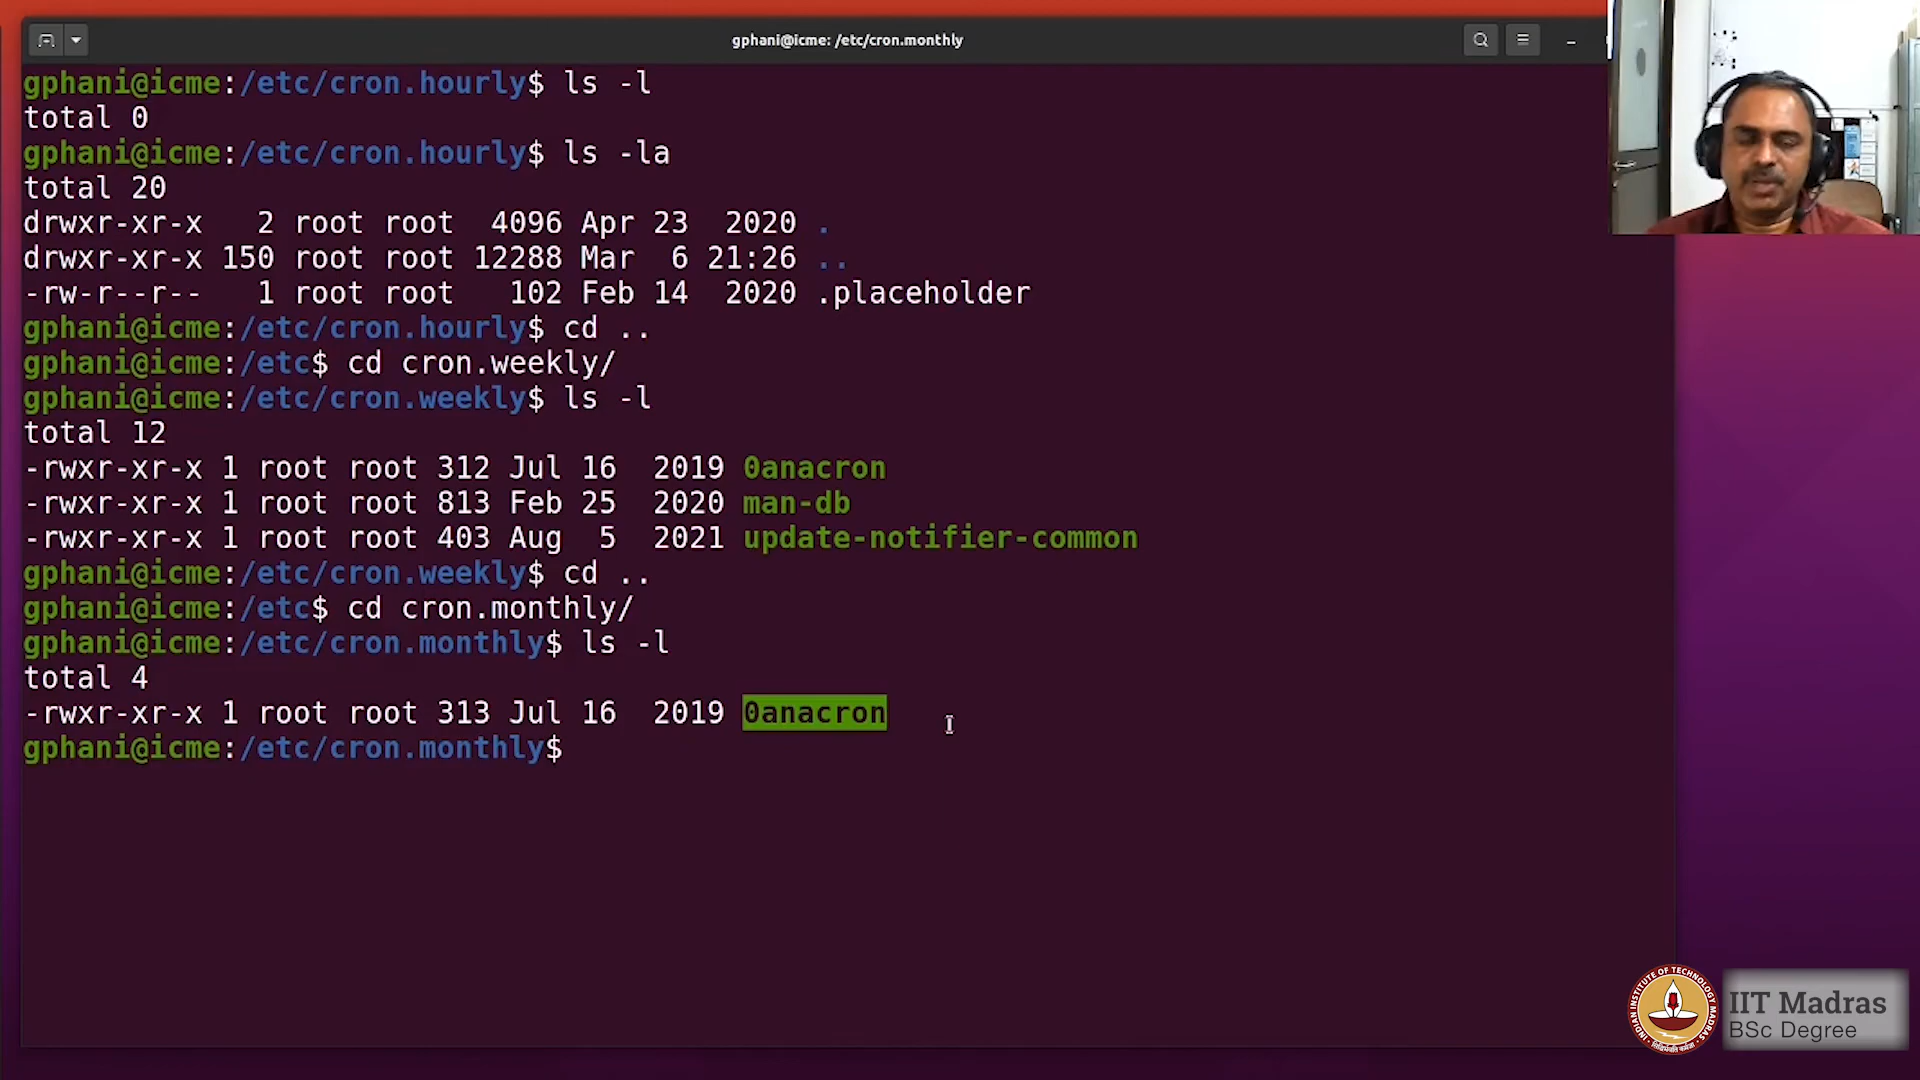 gphani@icme: /etc/cron.monthly
gphani@icme:/etc/cron.hourly$ ls -l
total 0
gphani@icme:/etc/cron.hourly$ ls -la
total 20
drwxr-xr-x   2 root root  4096 Apr 23  2020 .
drwxr-xr-x 150 root root 12288 Mar  6 21:26 ..
-rw-r--r--   1 root root   102 Feb 14  2020 .placeholder
gphani@icme:/etc/cron.hourly$ cd ..
gphani@icme:/etc$ cd cron.weekly/
gphani@icme:/etc/cron.weekly$ ls -l
total 12
-rwxr-xr-x 1 root root 312 Jul 16  2019 0anacron
-rwxr-xr-x 1 root root 813 Feb 25  2020 man-db
-rwxr-xr-x 1 root root 403 Aug  5  2021 update-notifier-common
gphani@icme:/etc/cron.weekly$ cd ..
gphani@icme:/etc$ cd cron.monthly/
gphani@icme:/etc/cron.monthly$ ls -l
total 4
-rwxr-xr-x 1 root root 313 Jul 16  2019 0anacron
gphani@icme:/etc/cron.monthly$
INDIAN INSTITUTE OF TECHNOLOGY MADRAS
IIT Madras
BSc Degree